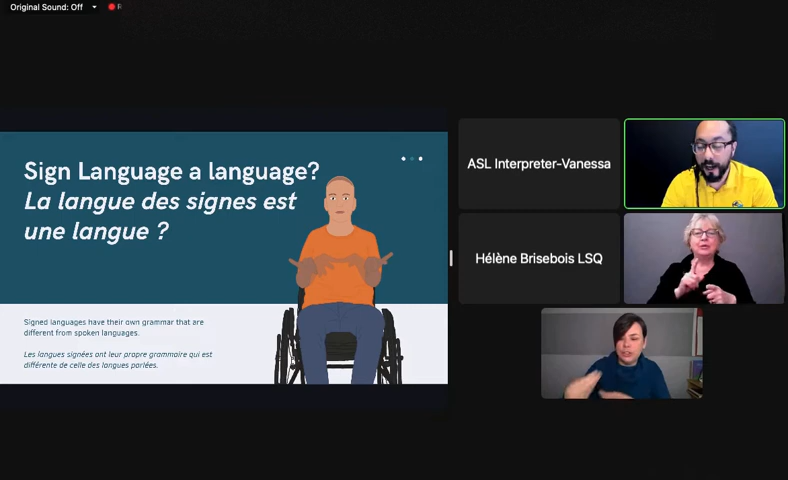 Original Sound: Off
Sign Language a language?
La langue des signes est
une langue ?
Signed languages have their own grammar that are
different from spoken languages.
Les langues signées ont leur propre grammaire qui est
différente de celle des langues parlées.
ASL Interpreter-Vanessa
Hélène Brisebois LSQ